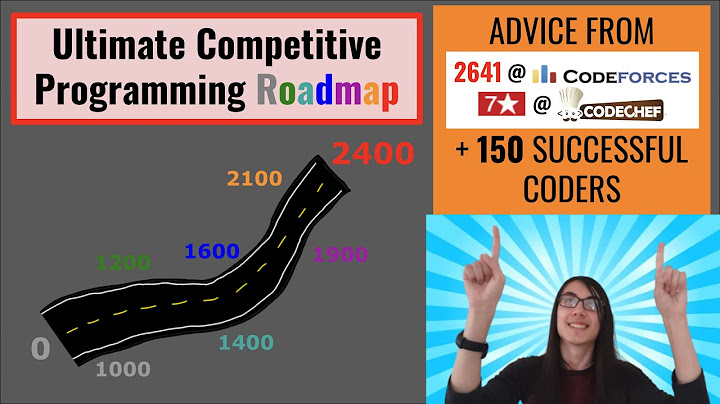 Ultimate Competitive
Programming Roadmap
ADVICE FROM
2641 @ CODEFORCES
7★ @ CODECHEF
+ 150 SUCCESSFUL
CODERS
2400
2100
1900
1600
1400
1200
1000
0